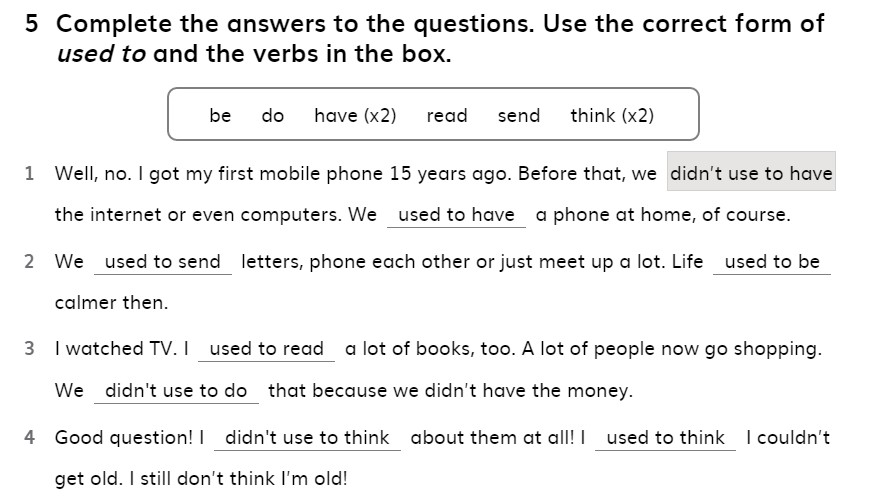 5 Complete the answers to the questions. Use the correct form of
used to and the verbs in the box.
be do have (x2) read send think (x2)
1 Well, no. I got my first mobile phone 15 years ago. Before that, we didn't use to have
the internet or even computers. We used to have a phone at home, of course.
2 We used to send letters, phone each other or just meet up a lot. Life used to be
calmer then.
3 I watched TV. I used to read a lot of books, too. A lot of people now go shopping.
We didn't use to do that because we didn't have the money.
4 Good question! I didn't use to think about them at all! I used to think I couldn't
get old. I still don't think I'm old!